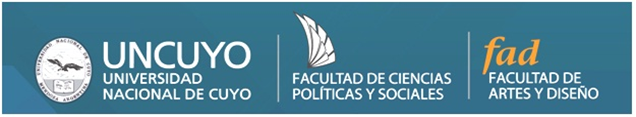 UNCUYO
UNIVERSIDAD
NACIONAL DE CUYO
FACULTAD DE CIENCIAS
POLÍTICAS Y SOCIALES
fad
FACULTAD DE
ARTES Y DISEÑO